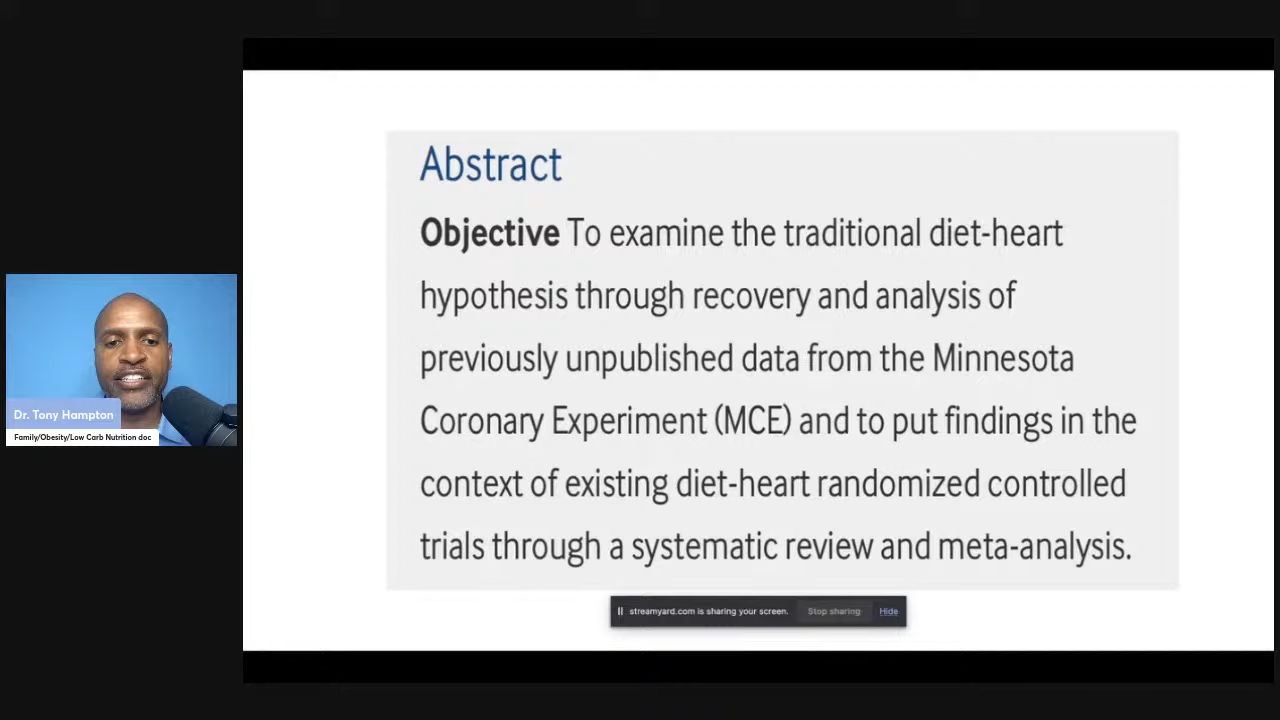 Abstract
Objective To examine the traditional diet-heart
hypothesis through recovery and analysis of
previously unpublished data from the Minnesota
Coronary Experiment (MCE) and to put findings in the
context of existing diet-heart randomized controlled
trials through a systematic review and meta-analysis.
Dr. Tony Hampton
Family/Obesity/Low Carb Nutrition doc
streamyard.com is sharing your screen. Stop sharing Hide